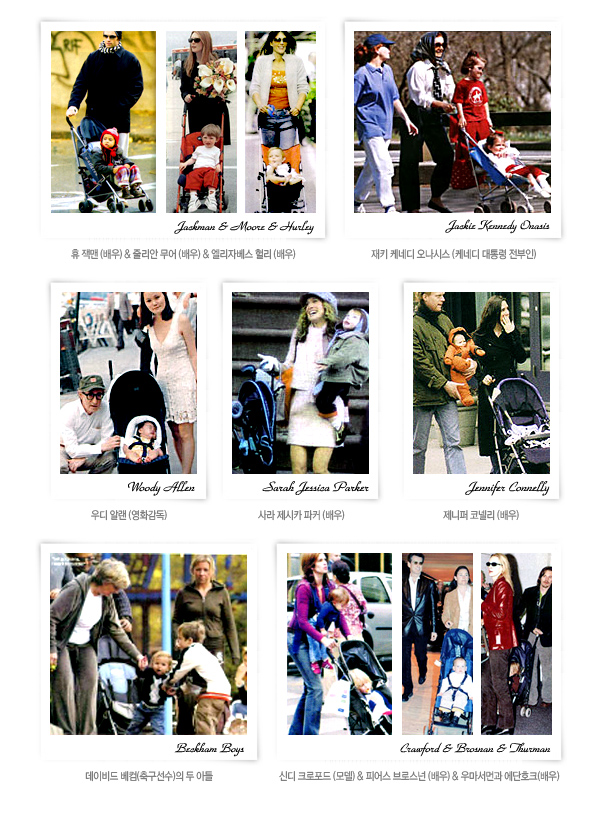 Jackman & Moore & Hurley
Jackie Kennedy Onasis
휴 잭맨 (배우) & 줄리안 무어 (배우) & 엘리자베스 헐리 (배우)
재키 케네디 오나시스 (케네디 대통령 전부인)
Woody Allen
Sarah Jessica Parker
Jennifer Connelly
우디 알랜 (영화감독)
사라 제시카 파커 (배우)
제니퍼 코넬리 (배우)
Beckham Boys
Crawford & Brosnan & Thurman
데이비드 베컴(축구선수)의 두 아들
신디 크로포드 (모델) & 피어스 브로스넌 (배우) & 우마서먼과 에단호크(배우)